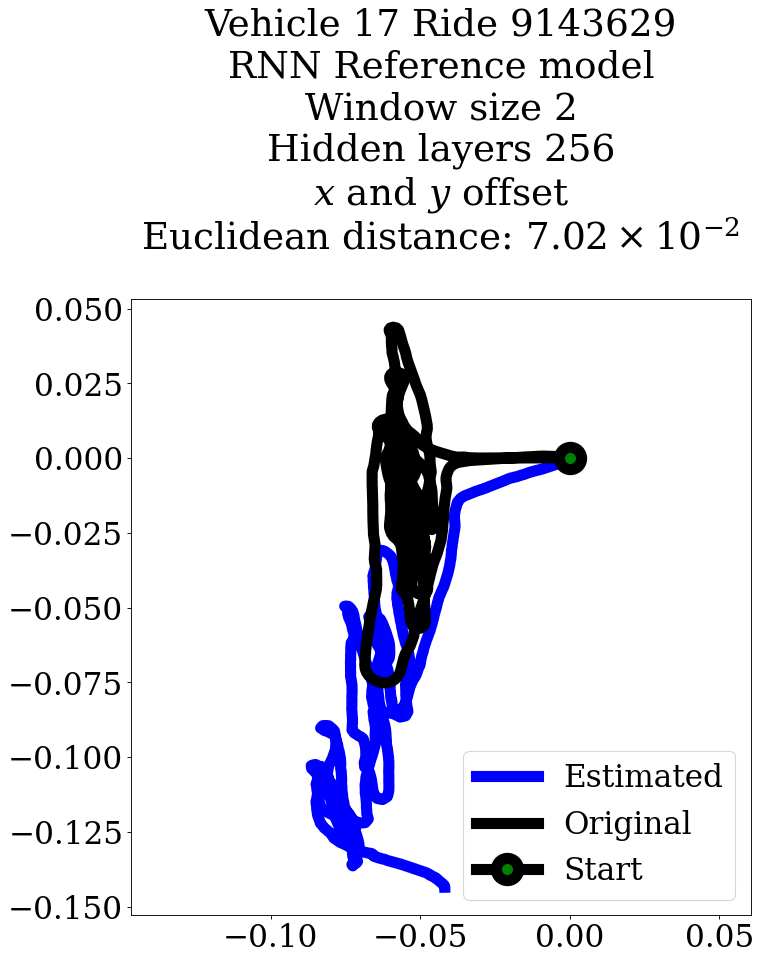 Vehicle 17 Ride 9143629
RNN Reference model
Window size 2
Hidden layers 256
x and y offset
Euclidean distance: 7.02 × 10⁻²
0.050
0.025
0.000
−0.025
−0.050
−0.075
−0.100
−0.125
−0.150
Estimated
Original
Start
−0.10
−0.05
0.00
0.05